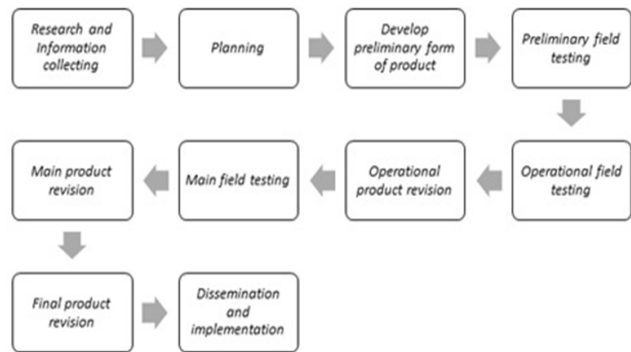 Research and
Information
collecting
Planning
Develop
preliminary form
of product
Preliminary field
testing
Operational field
testing
Operational
product revision
Main field testing
Main product
revision
Final product
revision
Dissemination
and
implementation